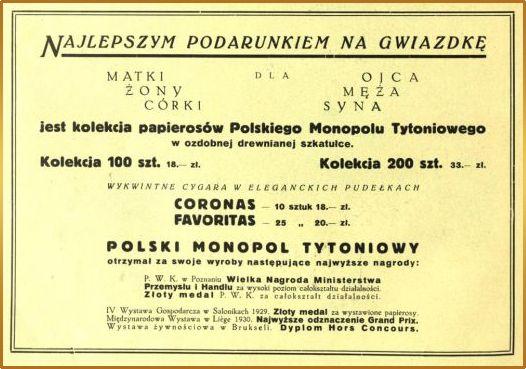 NAJLEPSZYM PODARUNKIEM NA GWIAZDKĘ
MATKI DLA OJCA
ŻONY MĘŻA
CÓRKI SYNA
jest kolekcja papierosów Polskiego Monopolu Tytoniowego
w ozdobnej drewnianej szkatułce.
Kolekcja 100 szt. 18.— zł. Kolekcja 200 szt. 33.— zł.
WYKWINTNE CYGARA W ELEGANCKICH PUDEŁKACH
CORONAS — 10 sztuk 18.— zł.
FAVORITAS — 25 „ 20.— zł.
POLSKI MONOPOL TYTONIOWY
otrzymał za swoje wyroby następujące najwyższe nagrody:
P. W. K. w Poznaniu Wielka Nagroda Ministerstwa
Przemysłu i Handlu za wysoki poziom całokształtu działalności.
Złoty medal P. W. K. za całokształt działalności.
IV Wystawa Gospodarcza w Salonikach 1929. Złoty medal za wystawione papierosy.
Międzynarodowa Wystawa w Liège 1930. Najwyższe odznaczenie Grand Prix.
Wystawa żywnościowa w Brukseli. Dyplom Hors Concours.